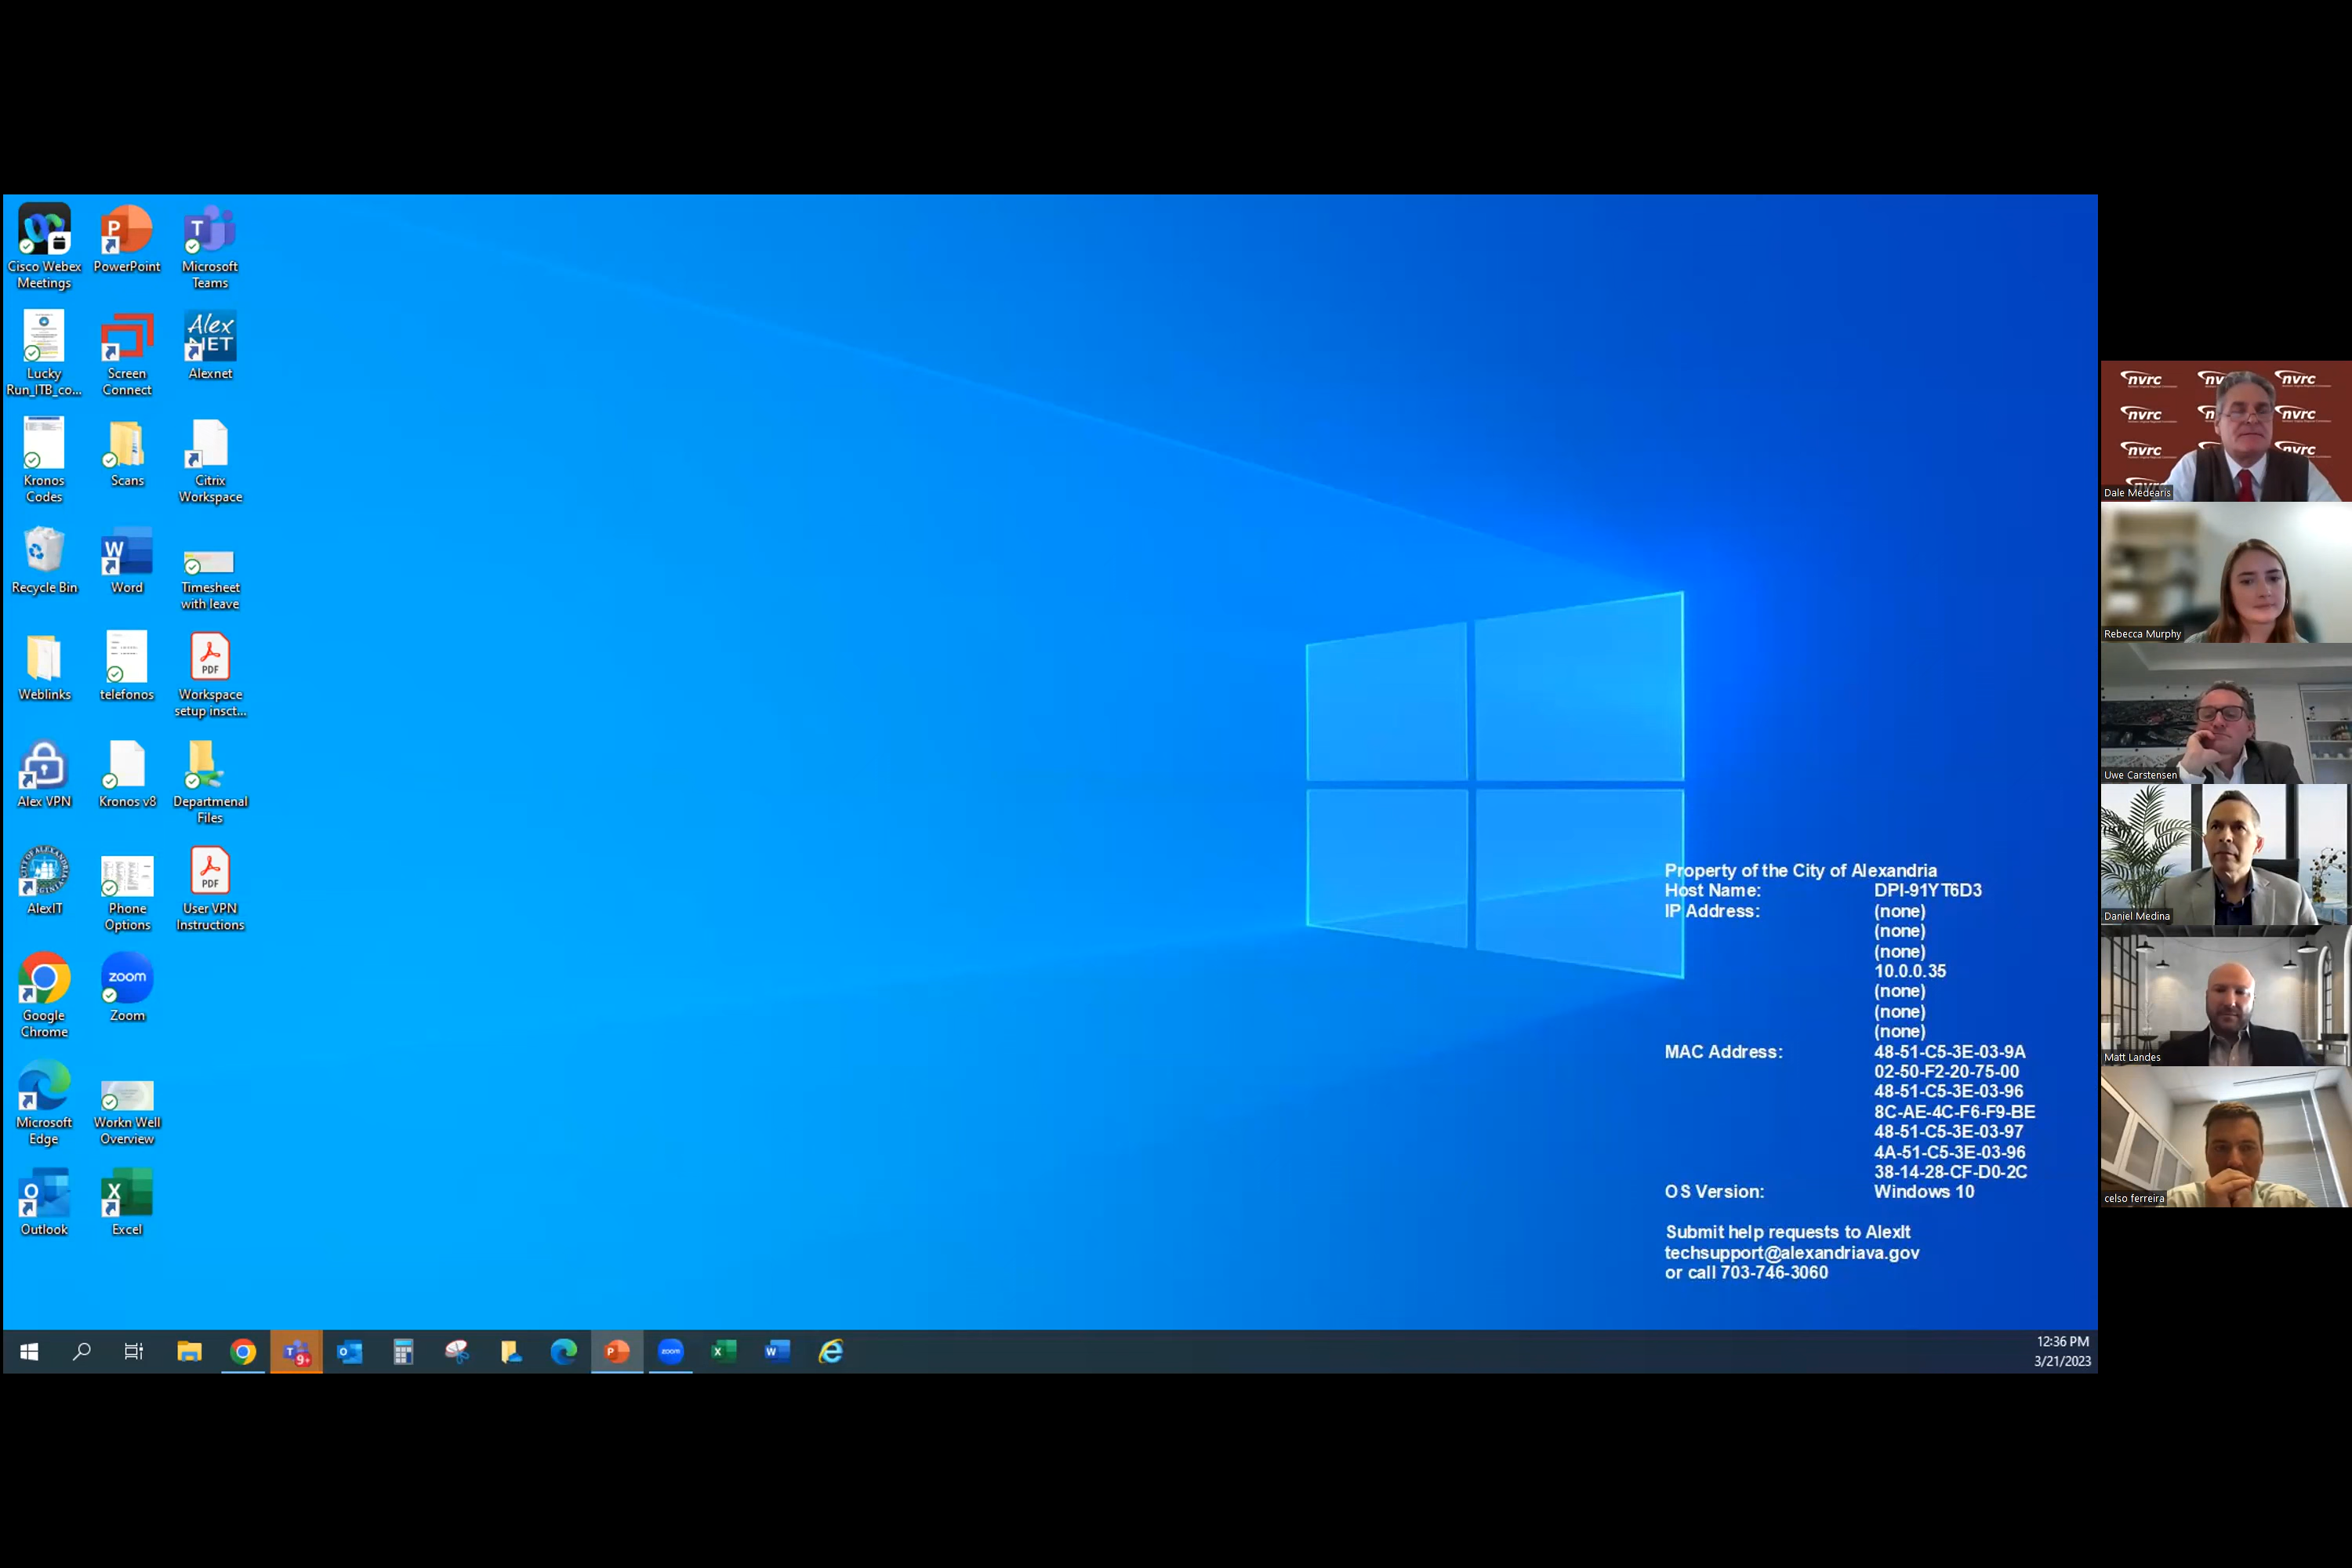 Cisco Webex
Meetings
PowerPoint
Microsoft
Teams
Lucky
Run_ITB_co...
Screen
Connect
Alex
NET
Alexnet
Kronos
Codes
Scans
Citrix
Workspace
Recycle Bin
Word
Timesheet
with leave
Weblinks
telefonos
PDF
Workspace
setup insct...
Alex VPN
Kronos v8
Departmenal
Files
AlexIT
Phone
Options
PDF
User VPN
Instructions
Google
Chrome
zoom
Zoom
Microsoft
Edge
Workn Well
Overview
Outlook
Excel
Property of the City of Alexandria
Host Name: DPI-91YT6D3
IP Address: (none)
(none)
(none)
10.0.0.35
(none)
(none)
(none)
MAC Address: 48-51-C5-3E-03-9A
02-50-F2-20-75-00
48-51-C5-3E-03-96
8C-AE-4C-F6-F9-BE
48-51-C5-3E-03-97
4A-51-C5-3E-03-96
38-14-28-CF-D0-2C
OS Version: Windows 10
Submit help requests to AlexIt
techsupport@alexandriava.gov
or call 703-746-3060
9+
zoom
12:36 PM
3/21/2023
nvrc
nvrc
nvrc
nvrc
nvrc
nvrc
Dale Medearis
Rebecca Murphy
Uwe Carstensen
Daniel Medina
Matt Landes
celso ferreira